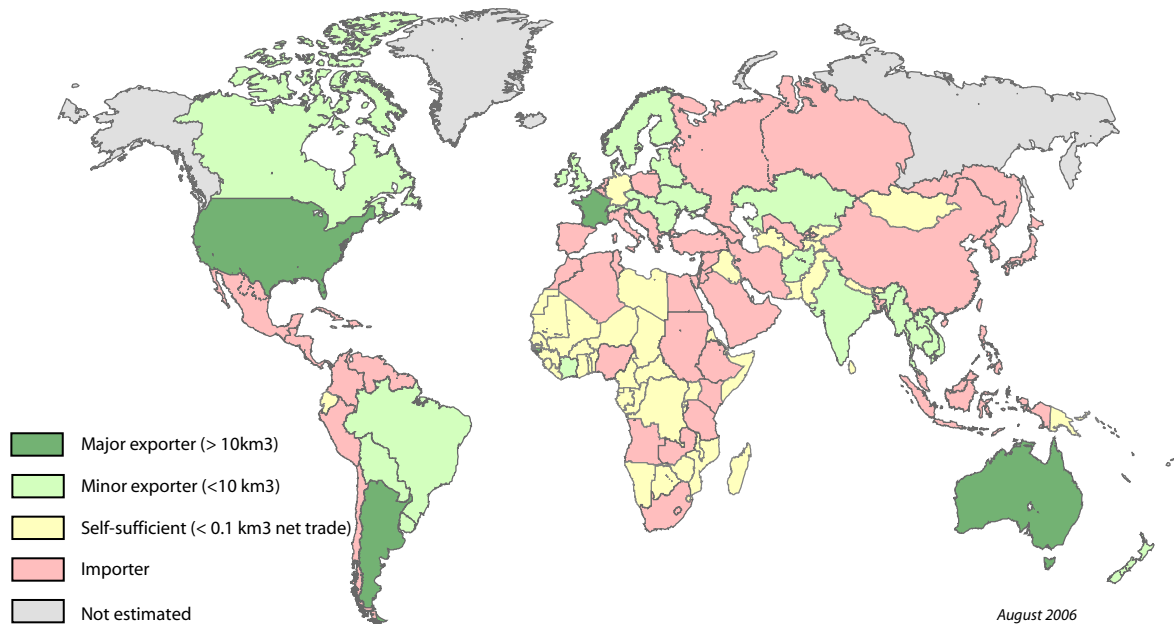 Major exporter (> 10km3)
Minor exporter (<10 km3)
Self-sufficient (< 0.1 km3 net trade)
Importer
Not estimated
August 2006